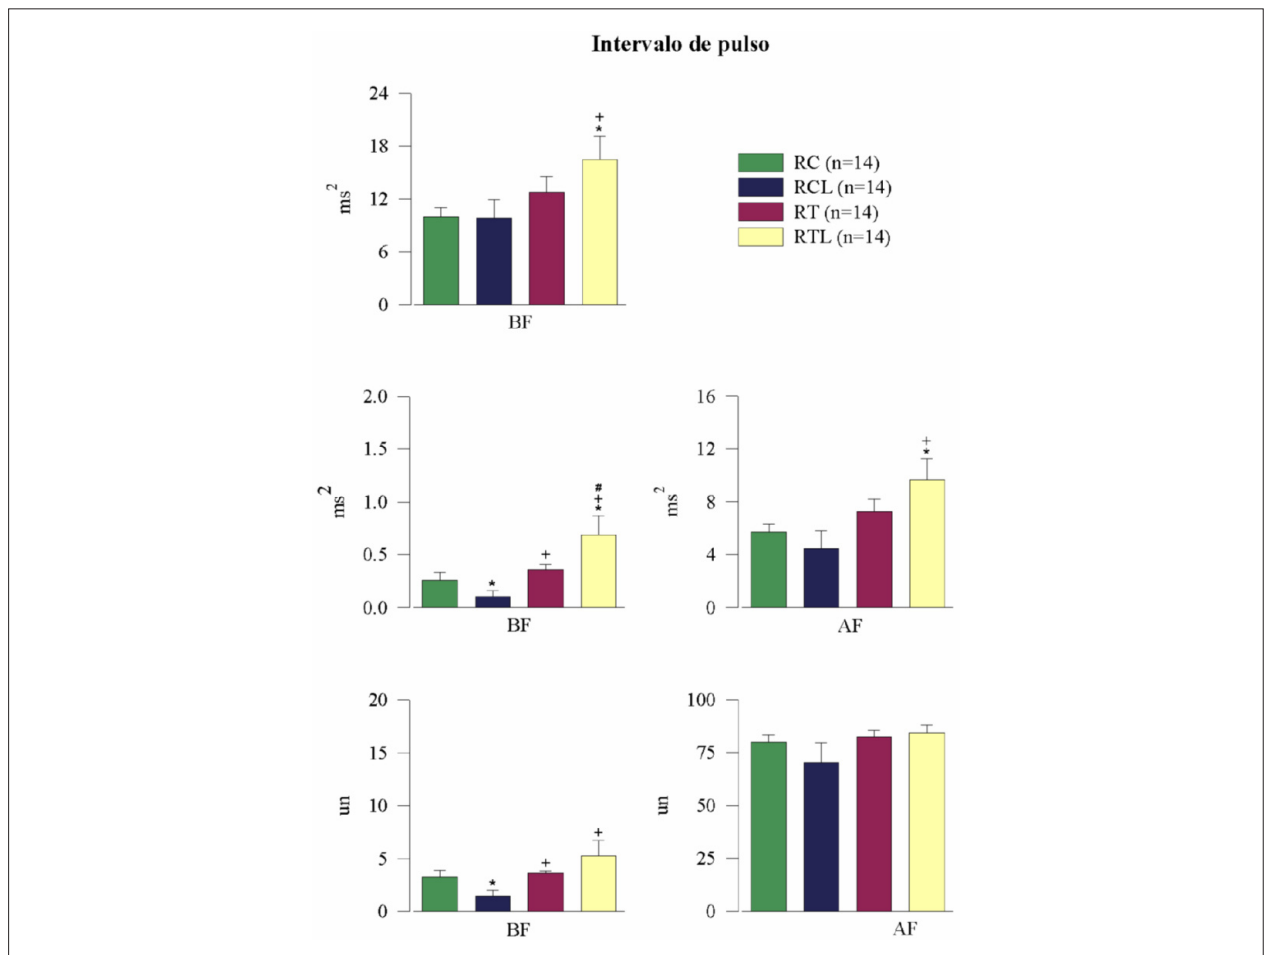 Intervalo de pulso
24
18
12
6
0
ms²
+
*
BF
RC (n=14)
RCL (n=14)
RT (n=14)
RTL (n=14)
2.0
1.5
1.0
0.5
0.0
ms²
*
+
#
+
*
BF
16
12
8
4
0
ms²
+
*
AF
20
15
10
5
0
un
*
+
+
BF
100
75
50
25
0
un
AF